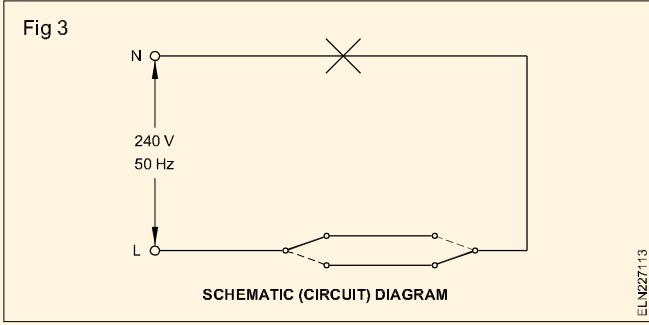 Fig 3
N
240 V
50 Hz
L
SCHEMATIC (CIRCUIT) DIAGRAM
ELN227113